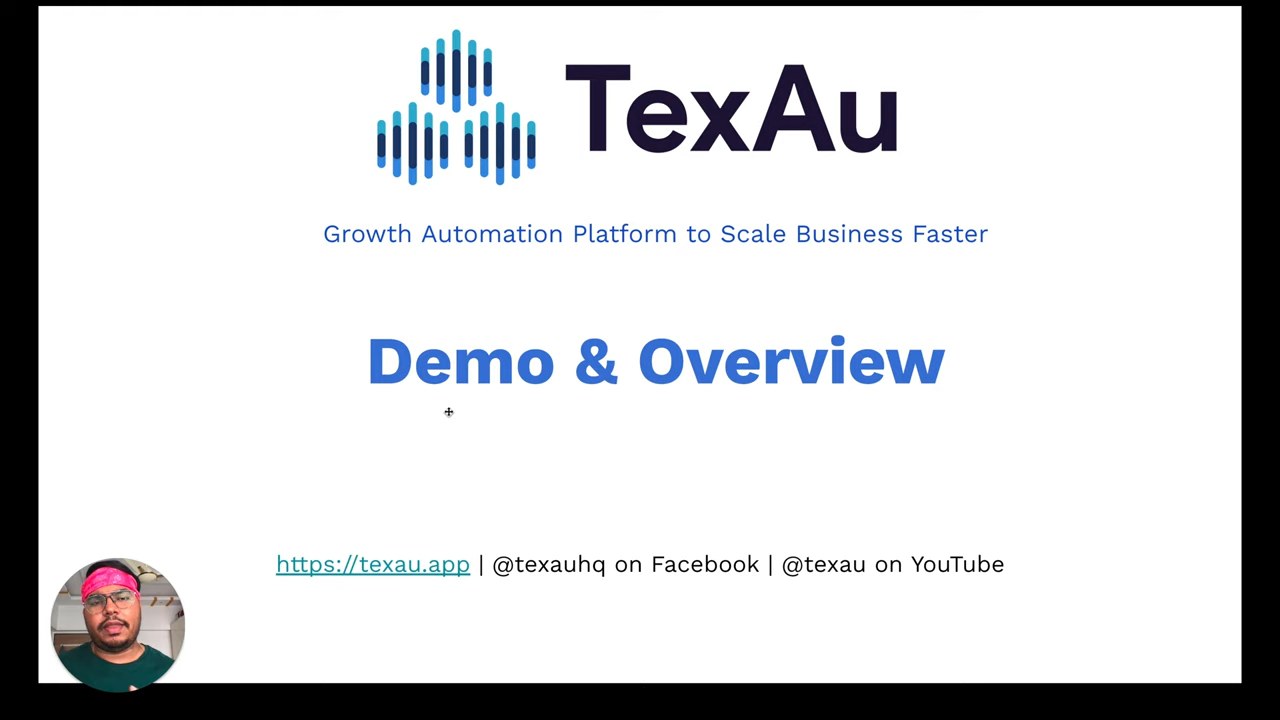 TexAu
Growth Automation Platform to Scale Business Faster
Demo & Overview
https://texau.app | @texauhq on Facebook | @texau on YouTube